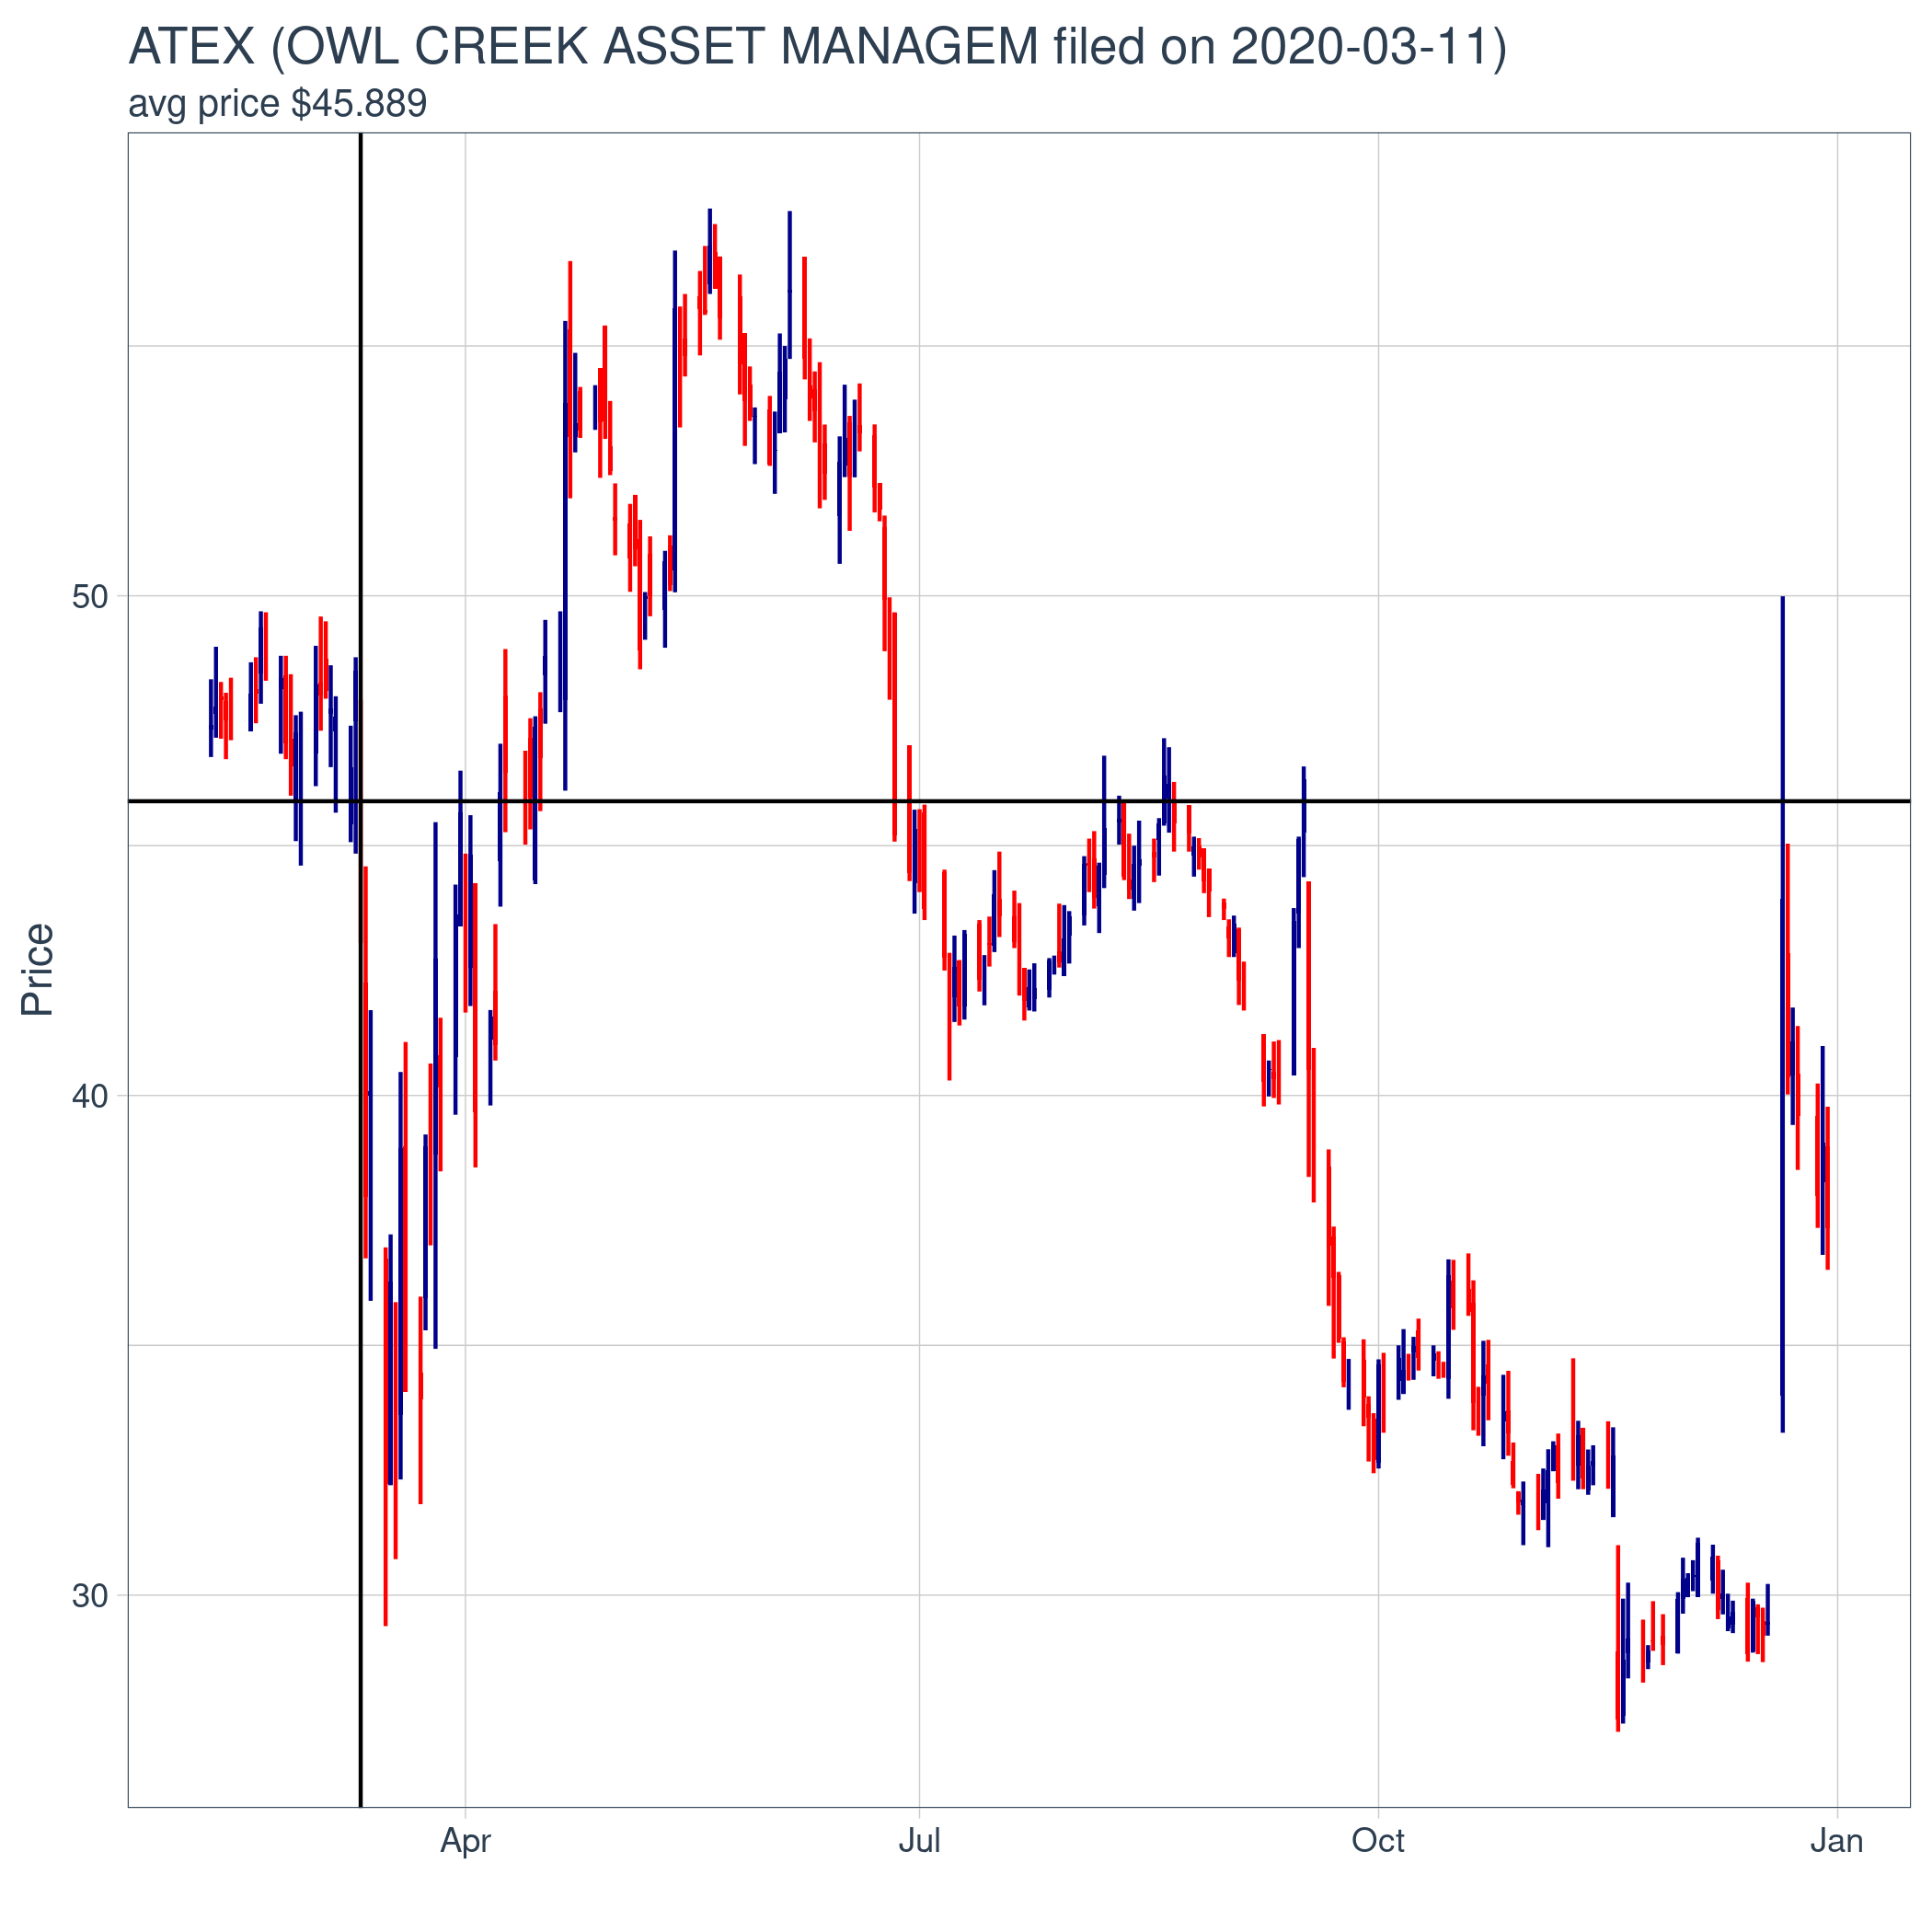 ATEX (OWL CREEK ASSET MANAGEM filed on 2020-03-11)
avg price $45.889
Price
50
40
30
Apr Jul Oct Jan